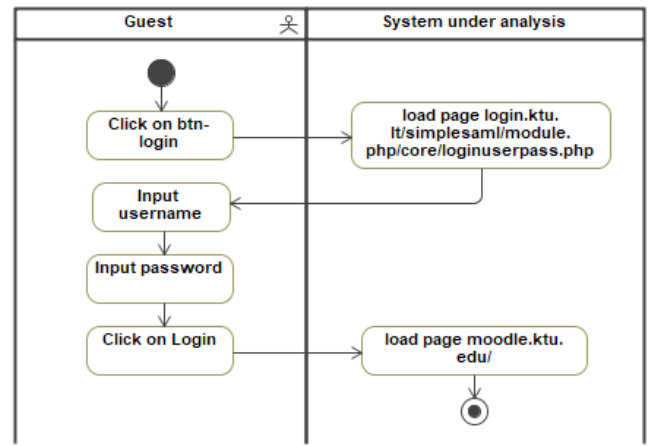 Guest
System under analysis
Click on btn-
login
load page login.ktu.
lt/simplesaml/module.
php/core/loginuserpass.php
Input
username
Input password
Click on Login
load page moodle.ktu.
edu/